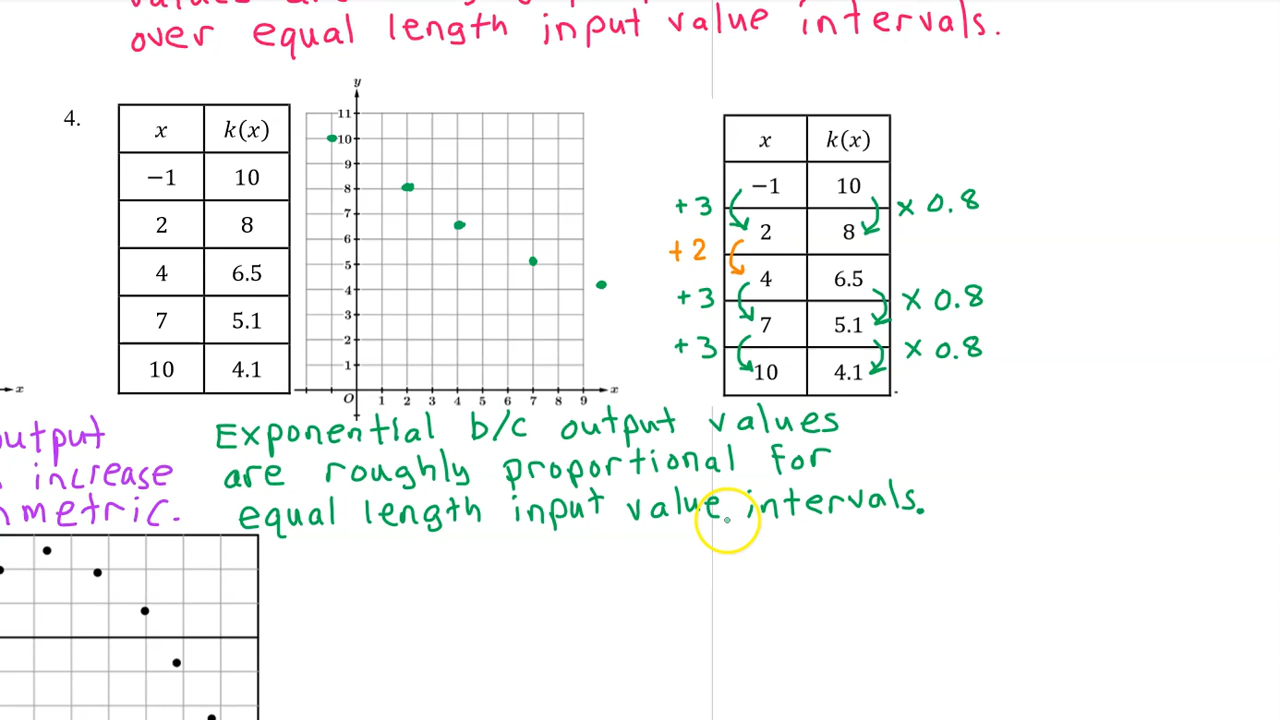 over equal length input value intervals.
4.
x k(x)
−1 10
2 8
4 6.5
7 5.1
10 4.1
y
11
10
9
8
7
6
5
4
3
2
1
O 1 2 3 4 5 6 7 8 9 x
x k(x)
−1 10
2 8
4 6.5
7 5.1
10 4.1
+3
+2
+3
+3
× 0.8
× 0.8
× 0.8
x
output
increase
metric.
Exponential b/c output values
are roughly proportional for
equal length input value intervals.